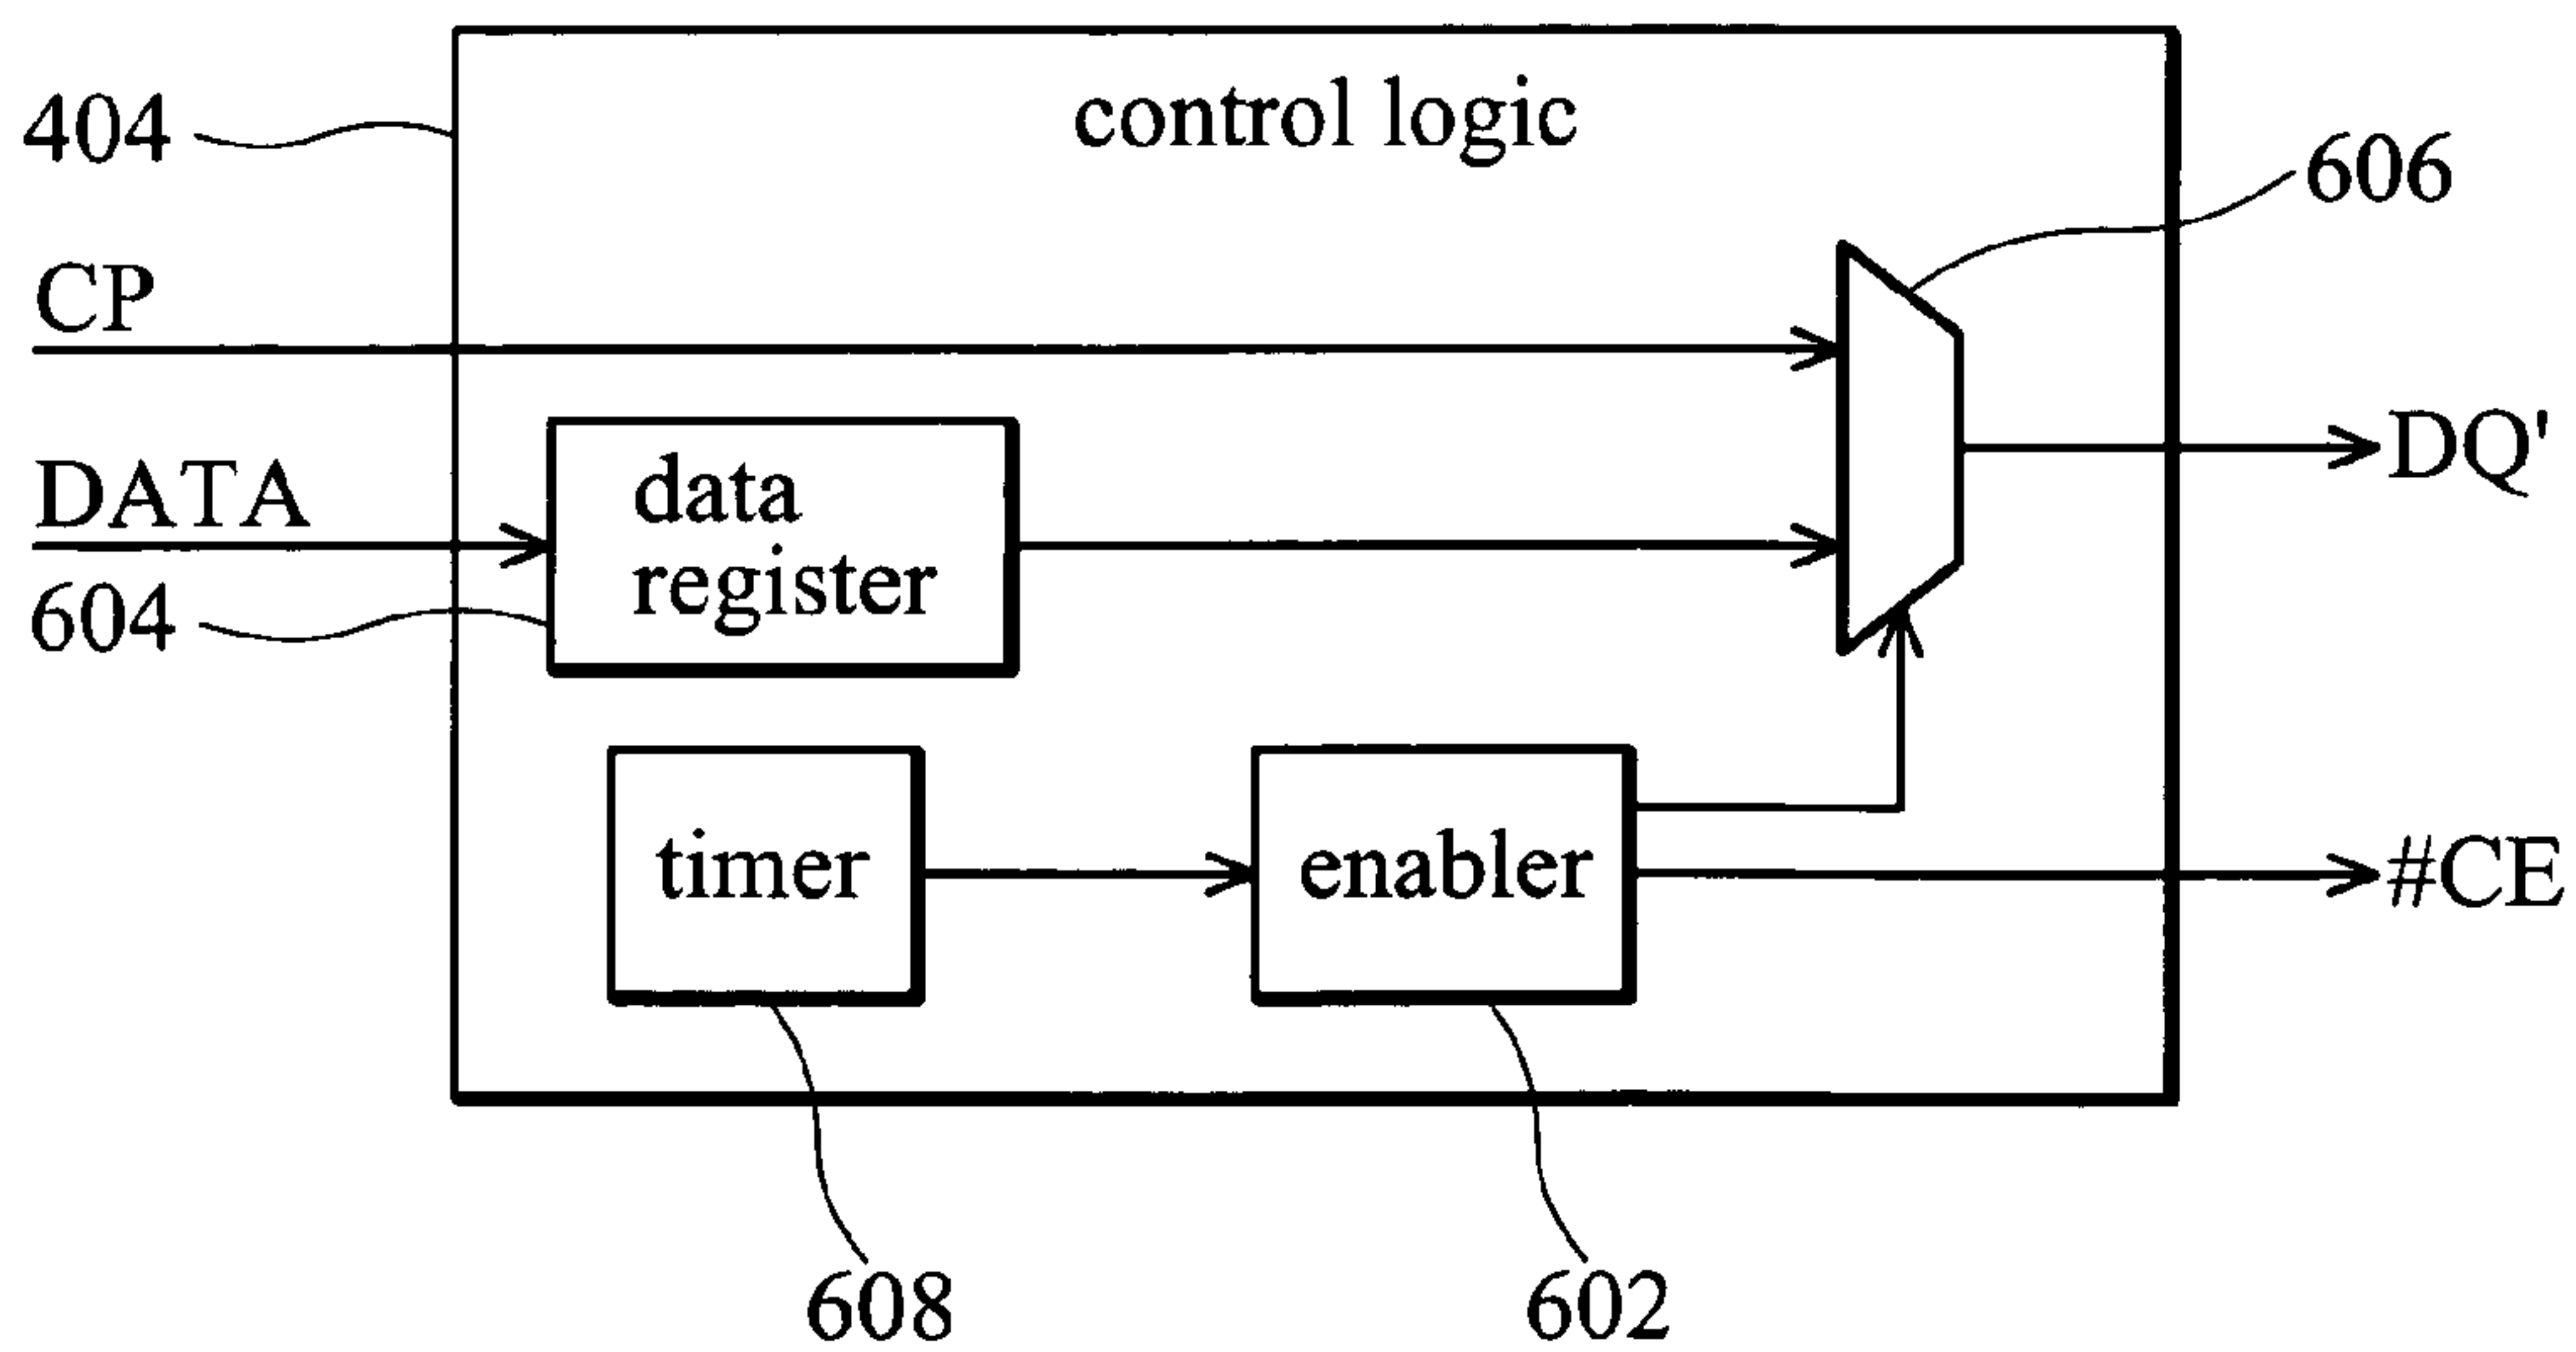 control logic
404
606
CP
DQ'
DATA
data
register
604
timer
enabler
#CE
608
602